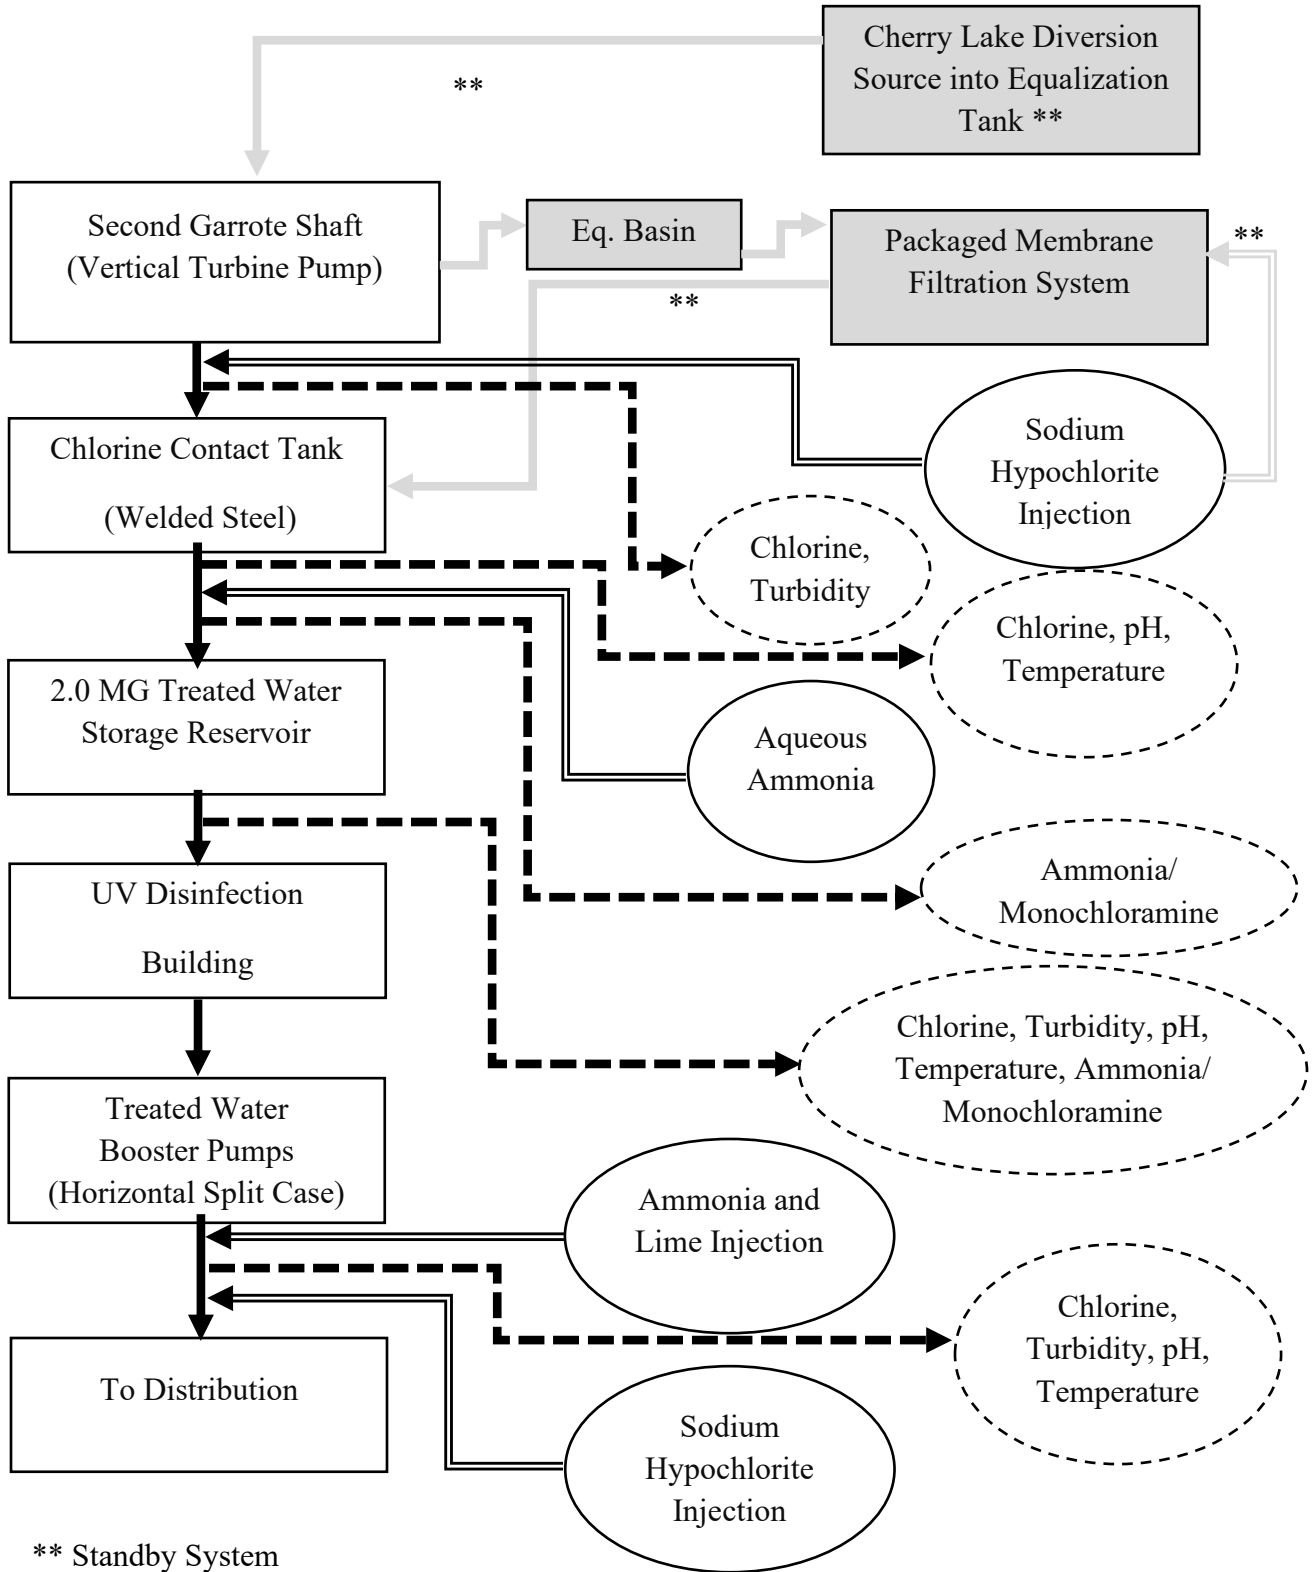 Cherry Lake Diversion
Source into Equalization
Tank **
**
Second Garrote Shaft
(Vertical Turbine Pump)
Eq. Basin
Packaged Membrane
Filtration System
**
**
Chlorine Contact Tank
(Welded Steel)
Sodium
Hypochlorite
Injection
Chlorine,
Turbidity
Chlorine, pH,
Temperature
2.0 MG Treated Water
Storage Reservoir
Aqueous
Ammonia
UV Disinfection
Building
Ammonia/
Monochloramine
Chlorine, Turbidity, pH,
Temperature, Ammonia/
Monochloramine
Treated Water
Booster Pumps
(Horizontal Split Case)
Ammonia and
Lime Injection
Chlorine,
Turbidity, pH,
Temperature
To Distribution
Sodium
Hypochlorite
Injection
** Standby System